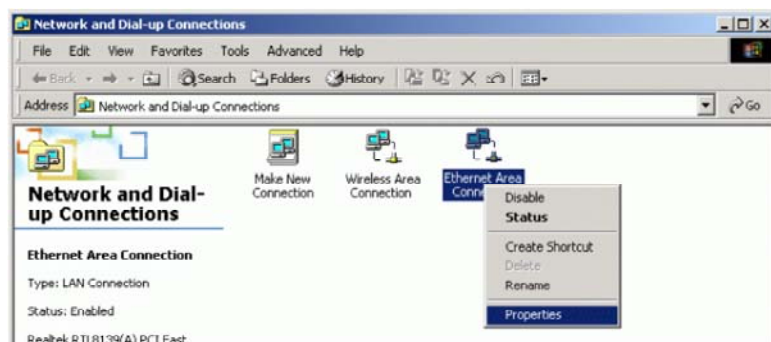 Network and Dial-up Connections
File Edit View Favorites Tools Advanced Help
Back Search Folders History
Address Network and Dial-up Connections Go
Network and Dial-
up Connections
Ethernet Area Connection
Type: LAN Connection
Status: Enabled
Realtek RTL8139(A) PCI Fast
Make New
Connection
Wireless Area
Connection
Ethernet Area
Disable
Status
Create Shortcut
Delete
Rename
Properties